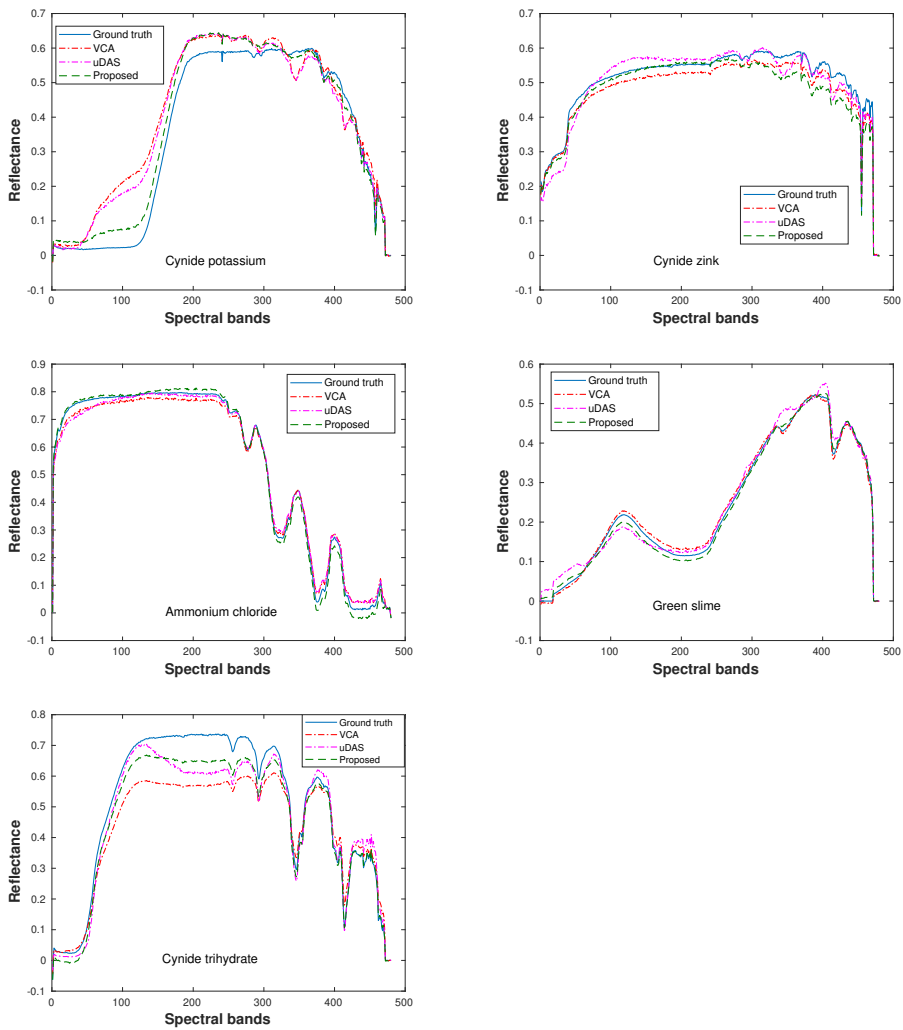 0.7
0.6
0.5
0.4
0.3
0.2
0.1
0
-0.1
Reflectance
Ground truth
VCA
uDAS
Proposed
Cynide potassium
0 100 200 300 400 500
Spectral bands
0.7
0.6
0.5
0.4
0.3
0.2
0.1
0
-0.1
Reflectance
Ground truth
VCA
uDAS
Proposed
Cynide zink
0 100 200 300 400 500
Spectral bands
0.9
0.8
0.7
0.6
0.5
0.4
0.3
0.2
0.1
0
-0.1
Reflectance
Ground truth
VCA
uDAS
Proposed
Ammonium chloride
0 100 200 300 400 500
Spectral bands
0.6
0.5
0.4
0.3
0.2
0.1
0
-0.1
Reflectance
Ground truth
VCA
uDAS
Proposed
Green slime
0 100 200 300 400 500
Spectral bands
0.8
0.7
0.6
0.5
0.4
0.3
0.2
0.1
0
-0.1
Reflectance
Ground truth
VCA
uDAS
Proposed
Cynide trihydrate
0 100 200 300 400 500
Spectral bands